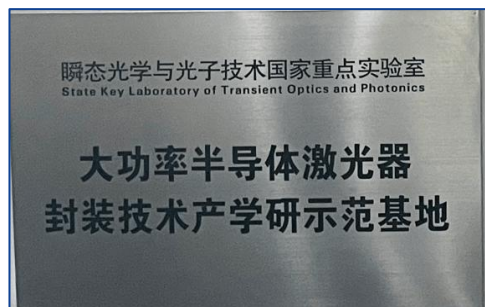 瞬态光学与光子技术国家重点实验室
State Key Laboratory of Transient Optics and Photonics
大功率半导体激光器
封装技术产学研示范基地